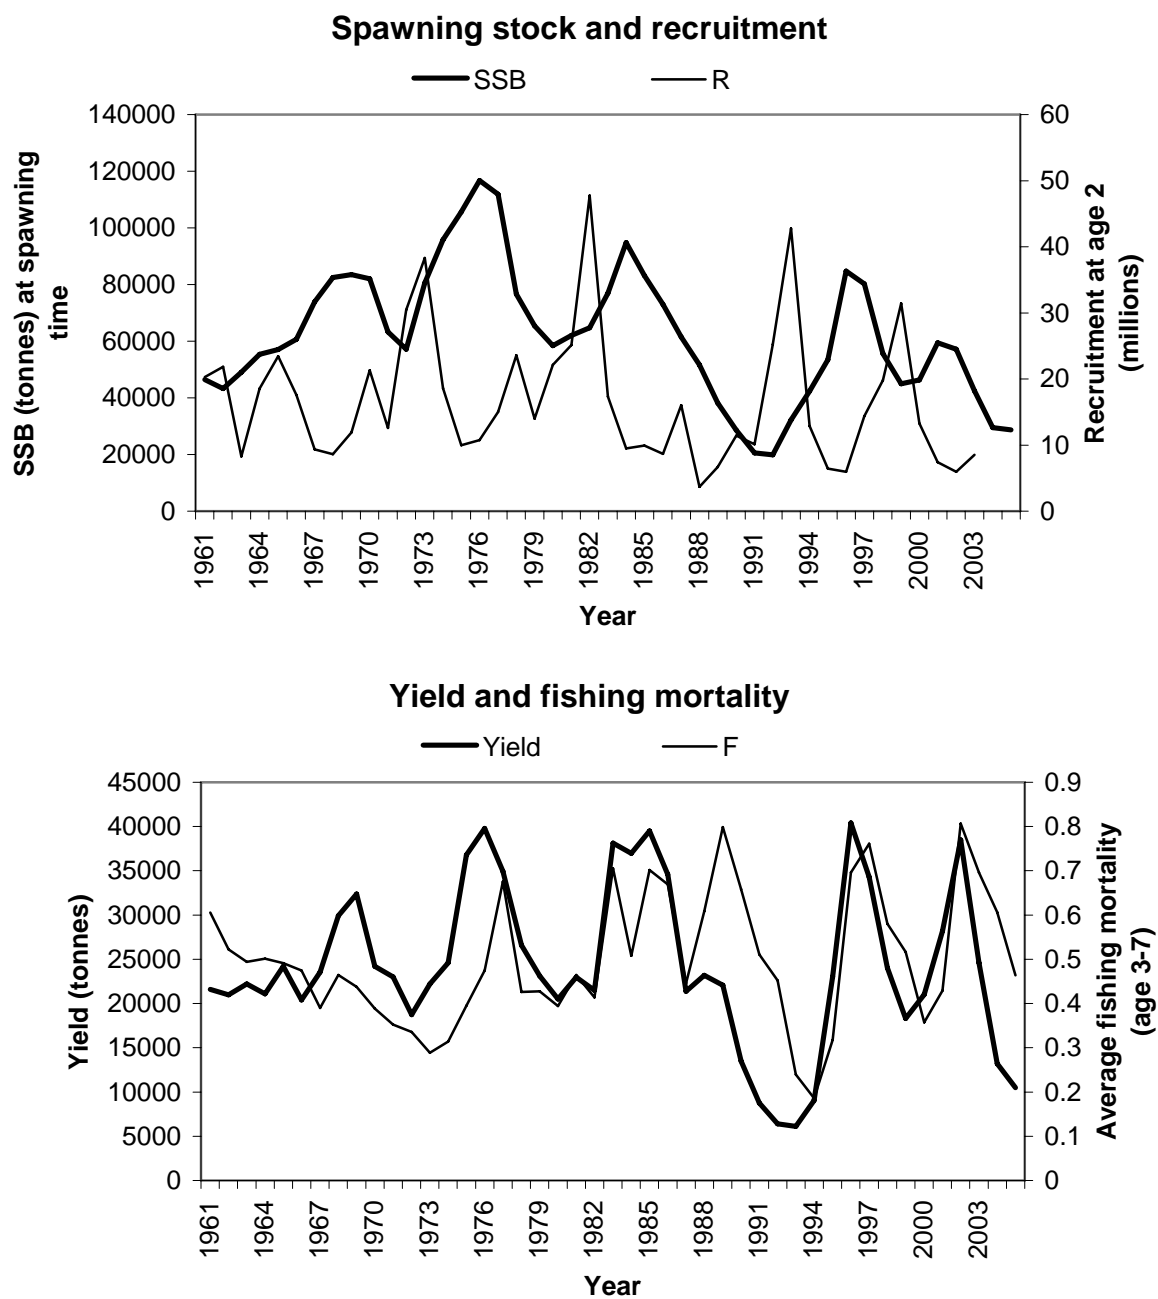 Spawning stock and recruitment
SSB R
SSB (tonnes) at spawning
time
140000
120000
100000
80000
60000
40000
20000
0
60
50
40
30
20
10
0
Recruitment at age 2
(millions)
1961 1964 1967 1970 1973 1976 1979 1982 1985 1988 1991 1994 1997 2000 2003
Year
Yield and fishing mortality
Yield F
Yield (tonnes)
45000
40000
35000
30000
25000
20000
15000
10000
5000
0
0.9
0.8
0.7
0.6
0.5
0.4
0.3
0.2
0.1
0
Average fishing mortality
(age 3-7)
1961 1964 1967 1970 1973 1976 1979 1982 1985 1988 1991 1994 1997 2000 2003
Year